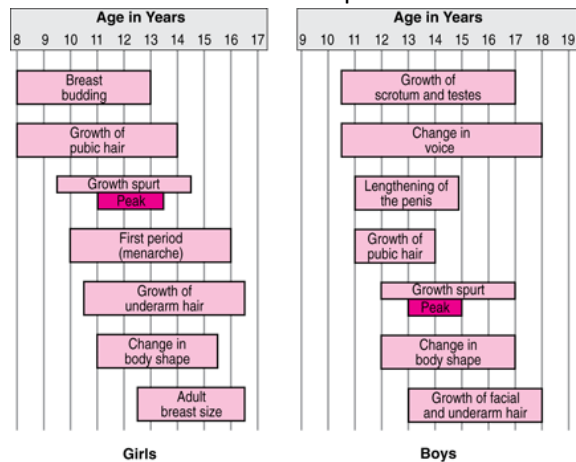 Age in Years
8 9 10 11 12 13 14 15 16 17
Breast
budding
Growth of
pubic hair
Growth spurt
Peak
First period
(menarche)
Growth of
underarm hair
Change in
body shape
Adult
breast size
Girls
Age in Years
9 10 11 12 13 14 15 16 17 18 19
Growth of
scrotum and testes
Change in
voice
Lengthening of
the penis
Growth of
pubic hair
Growth spurt
Peak
Change in
body shape
Growth of facial
and underarm hair
Boys